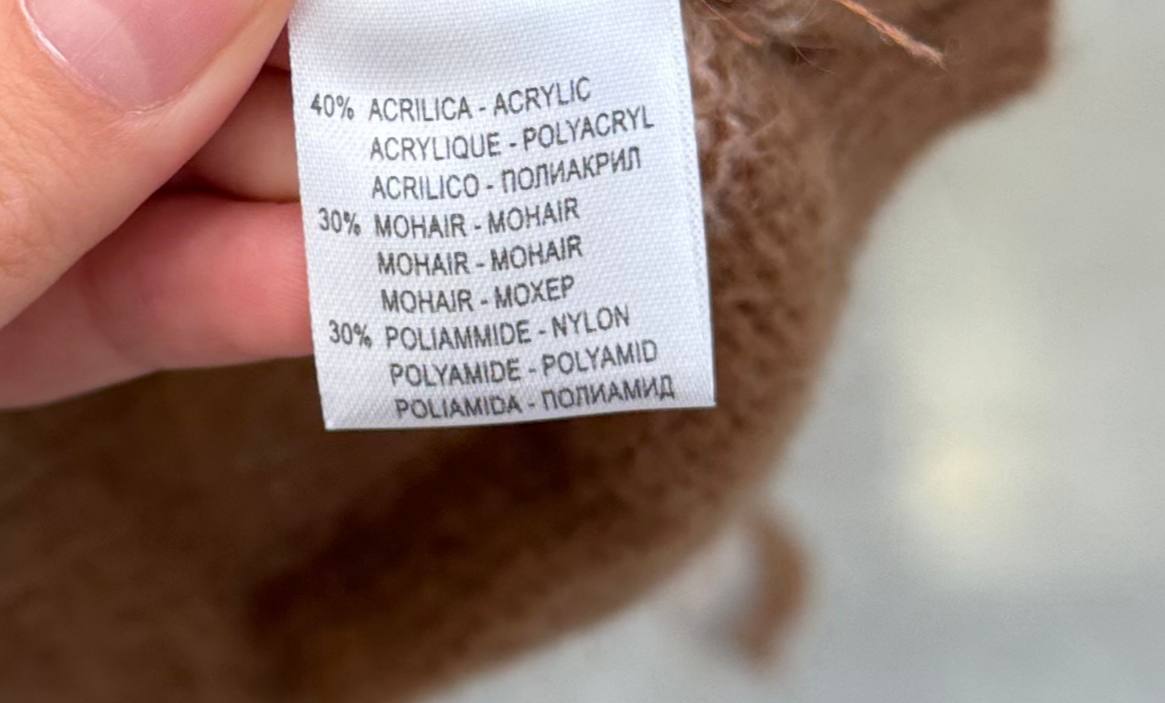 40% ACRILICA - ACRYLIC
ACRYLIQUE - POLYACRYL
ACRILICO - ПОЛИАКРИЛ
30% MOHAIR - MOHAIR
MOHAIR - MOHAIR
MOHAIR - МОХЕР
30% POLIAMMIDE - NYLON
POLYAMIDE - POLYAMID
POLIAMIDA - ПОЛИАМИД